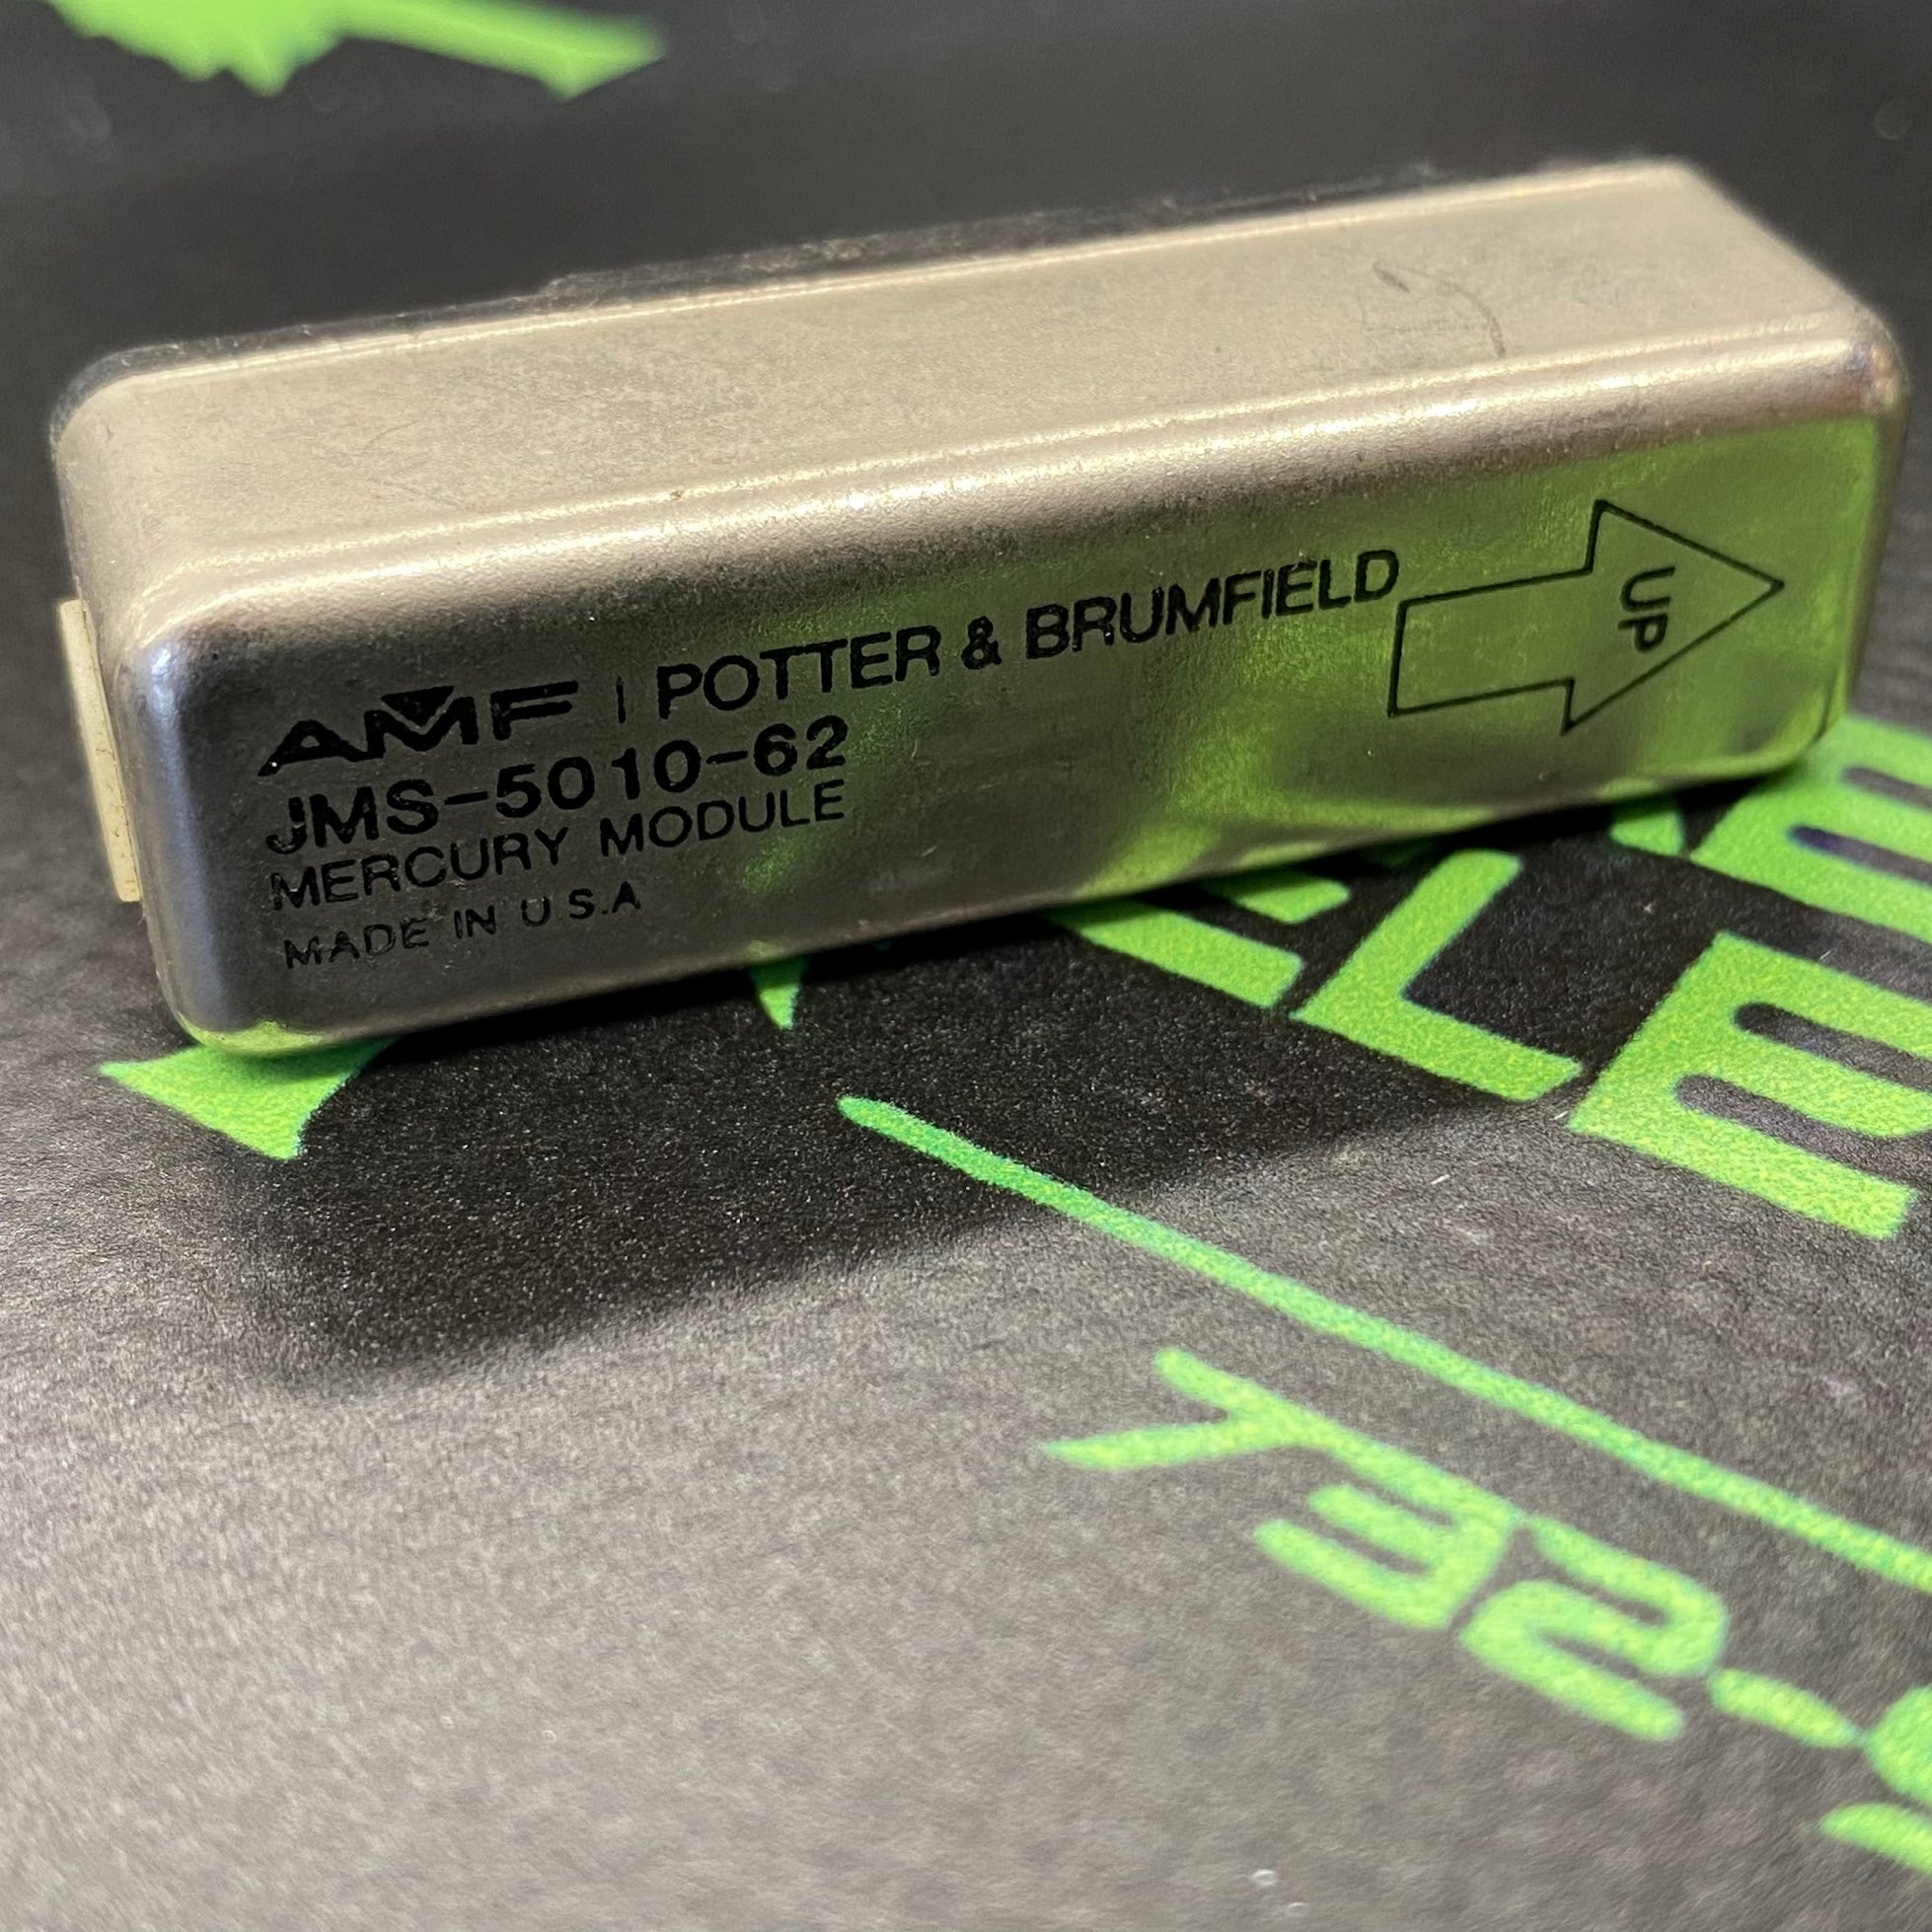 AMF | POTTER & BRUMFIELD
JMS-5010-62
MERCURY MODULE
MADE IN U S.A
UP